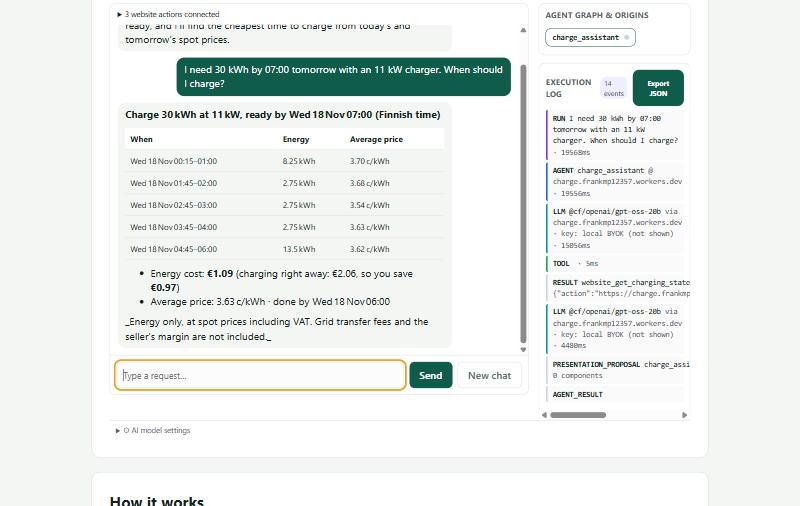 ▶ 3 website actions connected
ready, and I'll find the cheapest time to charge from today's and
tomorrow's spot prices.
I need 30 kWh by 07:00 tomorrow with an 11 kW charger. When should
I charge?
Charge 30 kWh at 11 kW, ready by Wed 18 Nov 07:00 (Finnish time)
When Energy Average price
Wed 18 Nov 00:15–01:00 8.25 kWh 3.70 c/kWh
Wed 18 Nov 01:45–02:00 2.75 kWh 3.68 c/kWh
Wed 18 Nov 02:45–03:00 2.75 kWh 3.54 c/kWh
Wed 18 Nov 03:45–04:00 2.75 kWh 3.63 c/kWh
Wed 18 Nov 04:45–06:00 13.5 kWh 3.62 c/kWh
• Energy cost: €1.09 (charging right away: €2.06, so you save
€0.97)
• Average price: 3.63 c/kWh · done by Wed 18 Nov 06:00
_Energy only, at spot prices including VAT. Grid transfer fees and the
seller's margin are not included._
Type a request...
Send
New chat
▶ ⚙ AI model settings
AGENT GRAPH & ORIGINS
charge_assistant
EXECUTION
LOG
14
events
Export
JSON
RUN I need 30 kWh by 07:00
tomorrow with an 11 kW
charger. When should I charge?
· 19568ms
AGENT charge_assistant @
charge.frankmp12357.workers.dev
· 19556ms
LLM @cf/openai/gpt-oss-20b via
charge.frankmp12357.workers.dev
· key: local BYOK (not shown)
· 15056ms
TOOL · 5ms
RESULT website_get_charging_state
{"action":"https://charge.frankmp
LLM @cf/openai/gpt-oss-20b via
charge.frankmp12357.workers.dev
· key: local BYOK (not shown)
· 4480ms
PRESENTATION_PROPOSAL charge_assi
0 components
AGENT_RESULT
How it works